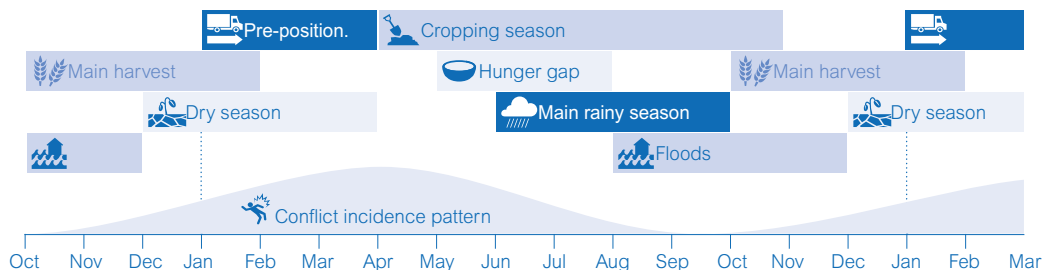 Pre-position.
Cropping season
Main harvest
Hunger gap
Main harvest
Dry season
Main rainy season
Dry season
Floods
Conflict incidence pattern
Oct Nov Dec Jan Feb Mar Apr May Jun Jul Aug Sep Oct Nov Dec Jan Feb Mar